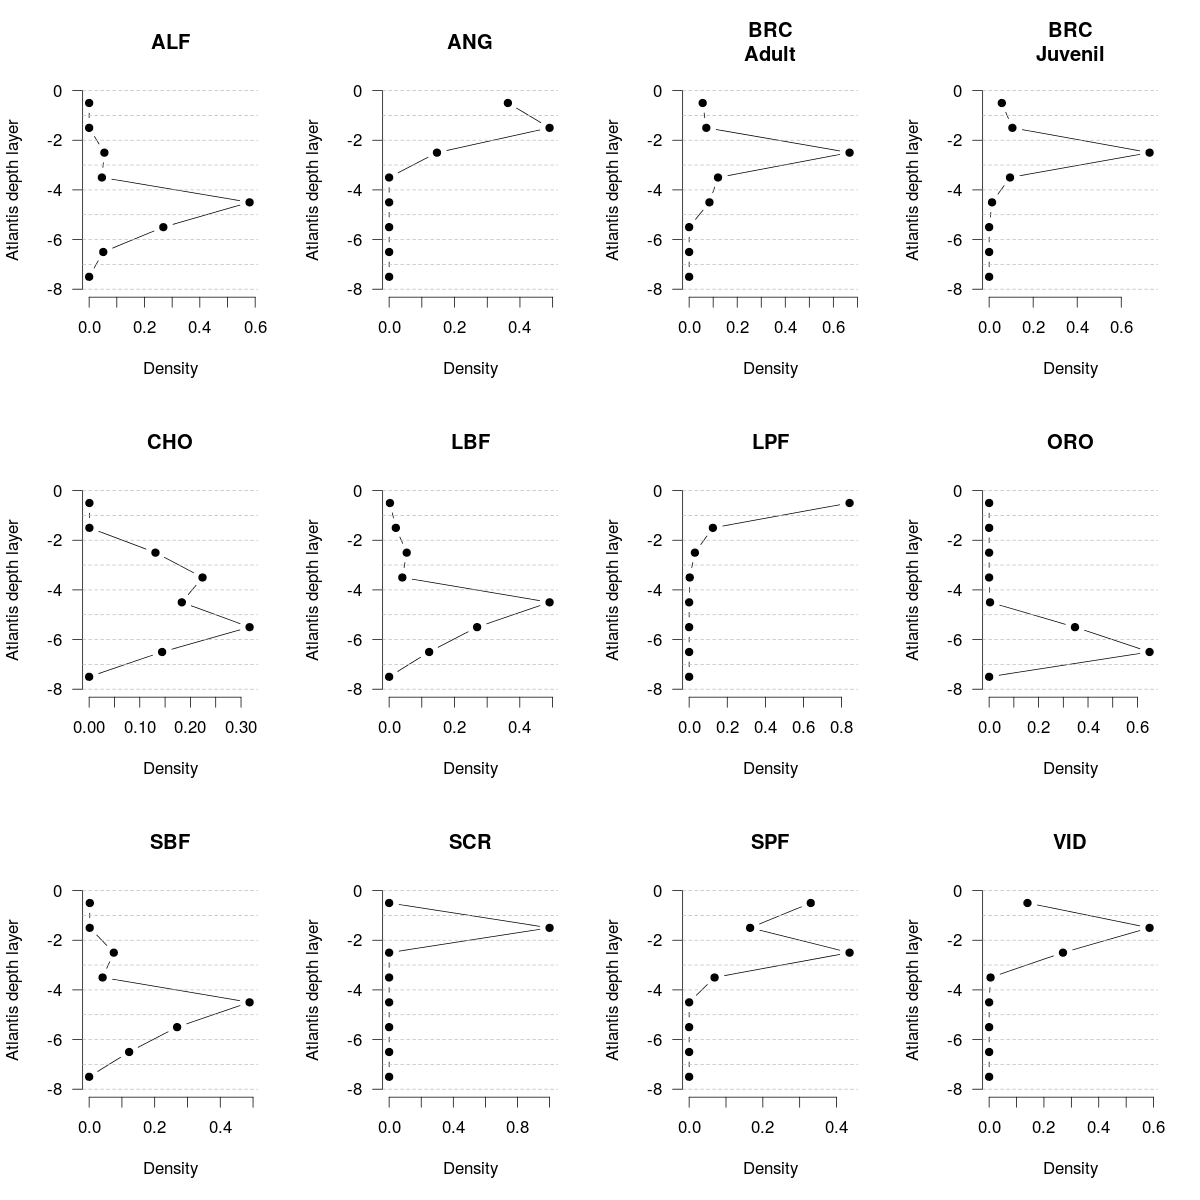 ALF
0
-2
-4
-6
-8
Atlantis depth layer
0.0 0.2 0.4 0.6
Density
ANG
0
-2
-4
-6
-8
Atlantis depth layer
0.0 0.2 0.4
Density
BRC
Adult
0
-2
-4
-6
-8
Atlantis depth layer
0.0 0.2 0.4 0.6
Density
BRC
Juvenil
0
-2
-4
-6
-8
Atlantis depth layer
0.0 0.2 0.4 0.6
Density
CHO
0
-2
-4
-6
-8
Atlantis depth layer
0.00 0.10 0.20 0.30
Density
LBF
0
-2
-4
-6
-8
Atlantis depth layer
0.0 0.2 0.4
Density
LPF
0
-2
-4
-6
-8
Atlantis depth layer
0.0 0.2 0.4 0.6 0.8
Density
ORO
0
-2
-4
-6
-8
Atlantis depth layer
0.0 0.2 0.4 0.6
Density
SBF
0
-2
-4
-6
-8
Atlantis depth layer
0.0 0.2 0.4
Density
SCR
0
-2
-4
-6
-8
Atlantis depth layer
0.0 0.4 0.8
Density
SPF
0
-2
-4
-6
-8
Atlantis depth layer
0.0 0.2 0.4
Density
VID
0
-2
-4
-6
-8
Atlantis depth layer
0.0 0.2 0.4 0.6
Density